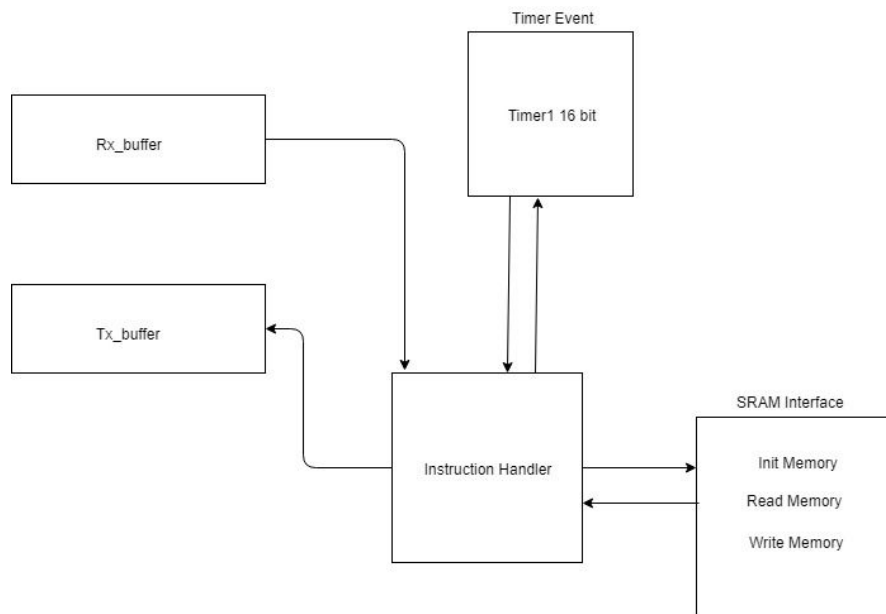 Timer Event
Timer1 16 bit
Rx_buffer
Tx_buffer
Instruction Handler
SRAM Interface
Init Memory
Read Memory
Write Memory